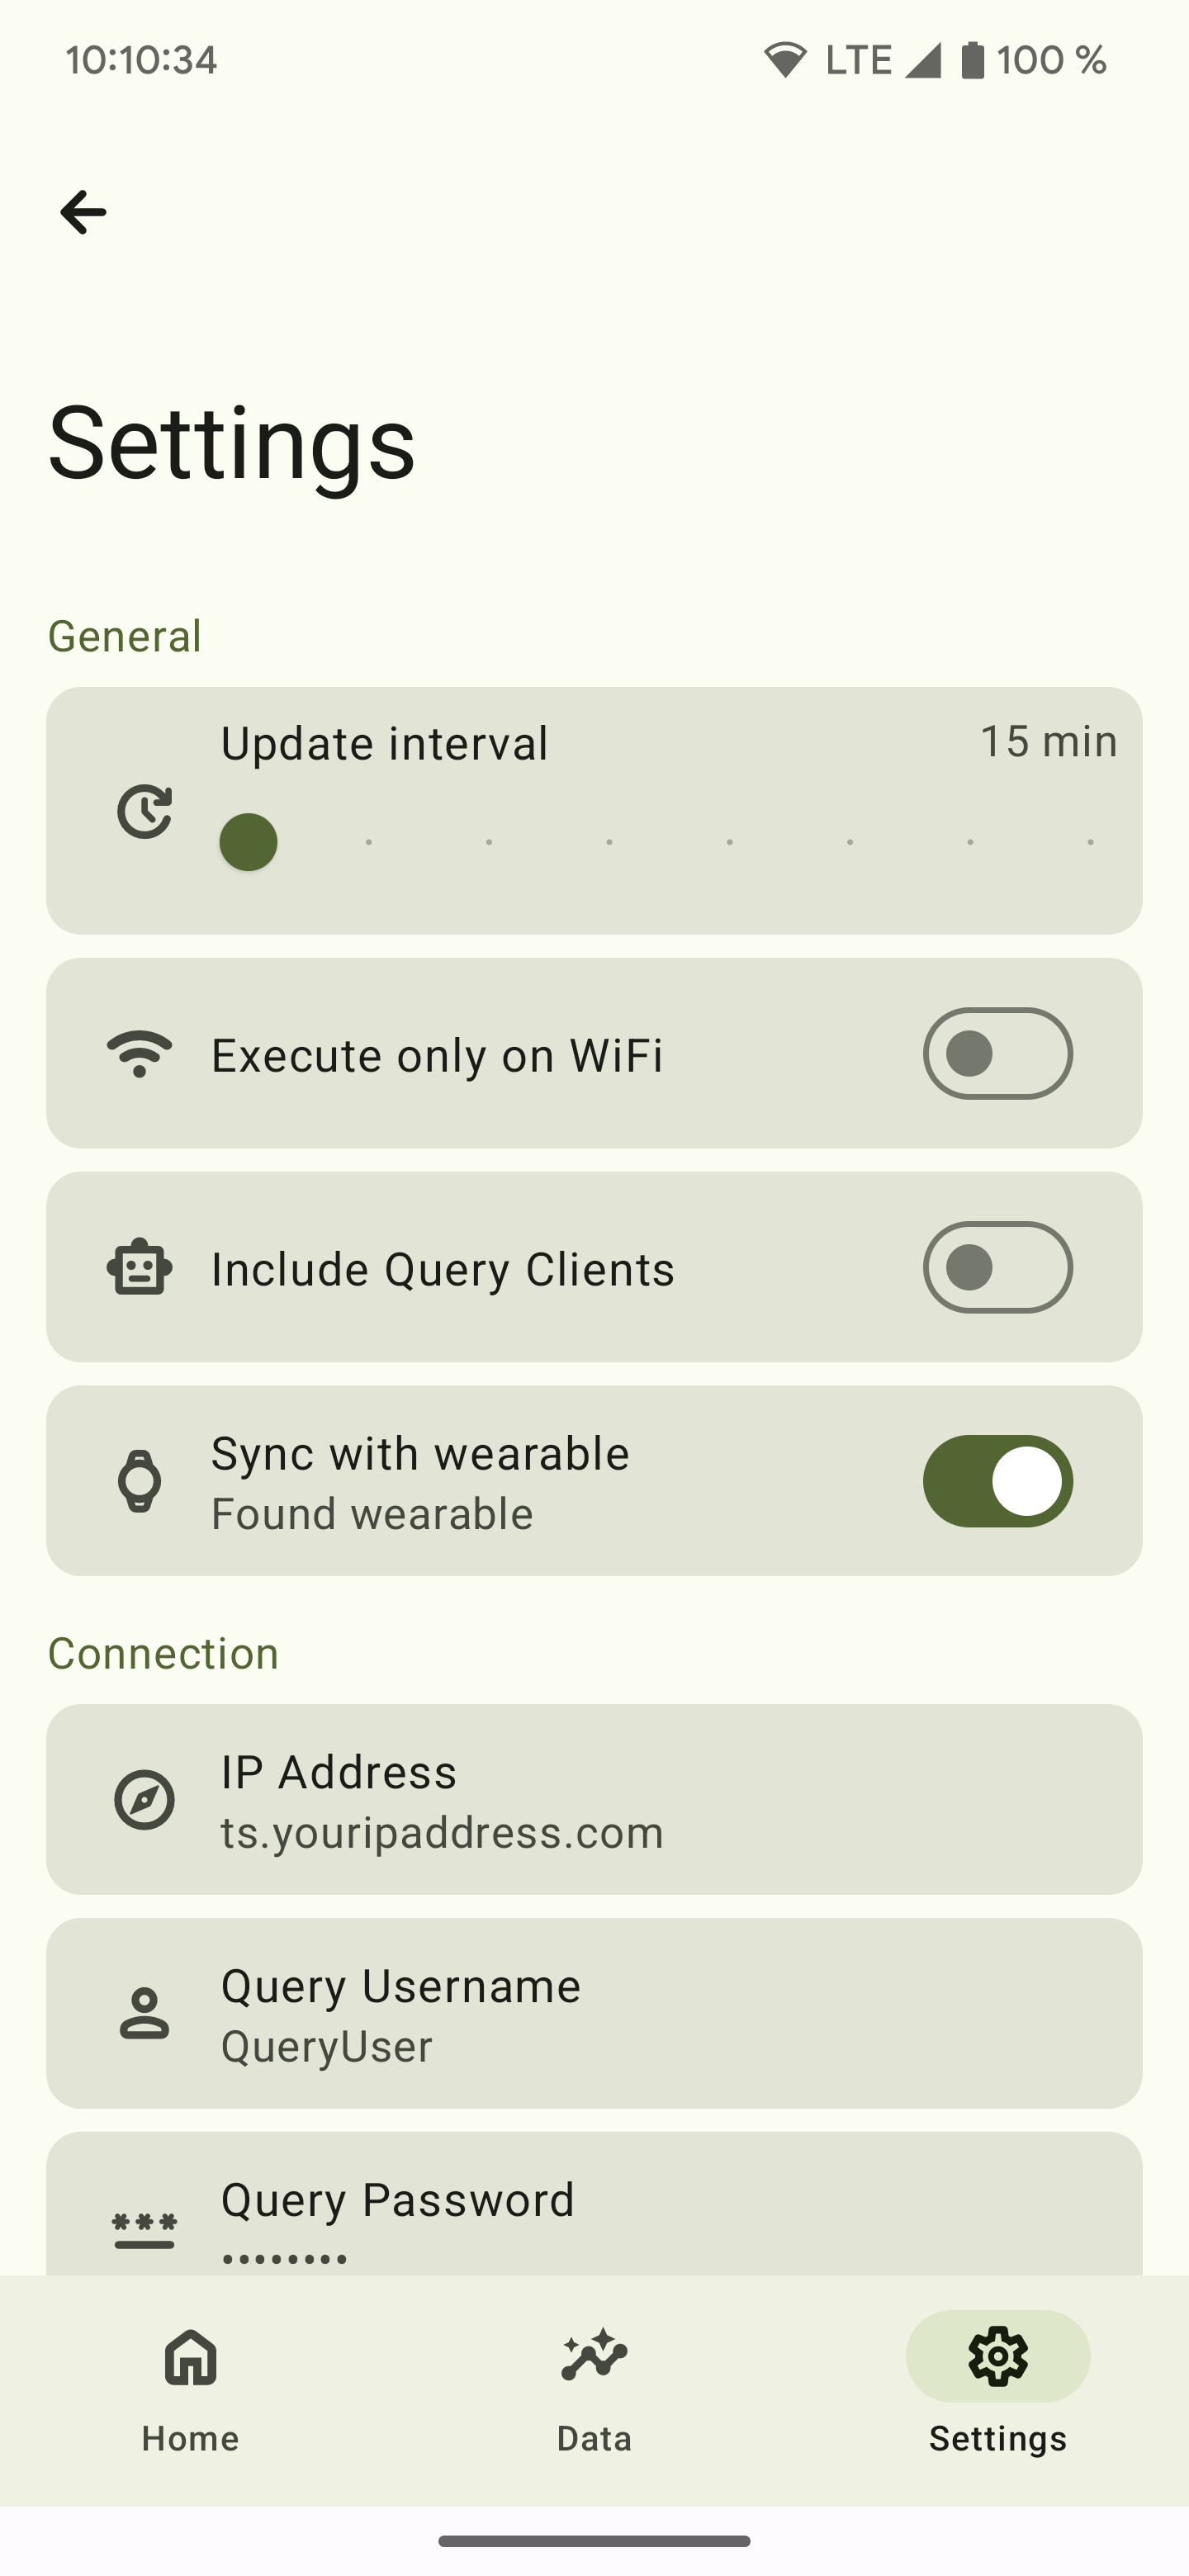 10:10:34 LTE 100 %
Settings
General
Update interval 15 min
Execute only on WiFi
Include Query Clients
Sync with wearable
Found wearable
Connection
IP Address
ts.youripaddress.com
Query Username
QueryUser
Query Password
••••••••
Home Data Settings